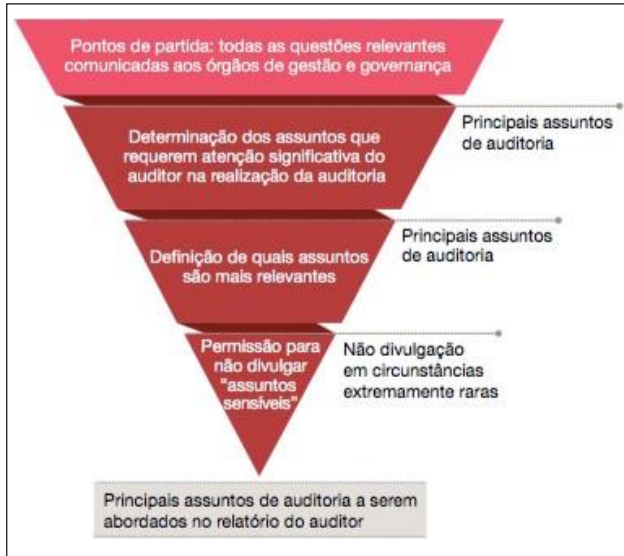 Pontos de partida: todas as questões relevantes
comunicadas aos órgãos de gestão e governança
Determinação dos assuntos que
requerem atenção significativa do
auditor na realização da auditoria
Principais assuntos
de auditoria
Definição de quais assuntos
são mais relevantes
Principais assuntos
de auditoria
Permissão para
não divulgar
“assuntos
sensíveis”
Não divulgação
em circunstâncias
extremamente raras
Principais assuntos de auditoria a serem
abordados no relatório do auditor